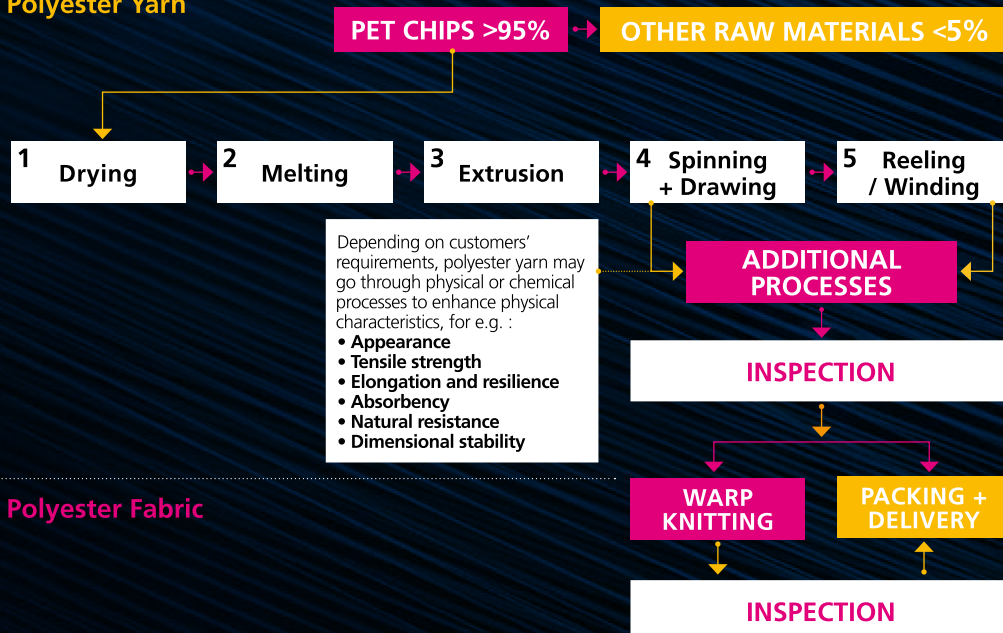 Polyester Yarn
PET CHIPS >95%
OTHER RAW MATERIALS <5%
1
Drying
2
Melting
3
Extrusion
4
Spinning
+ Drawing
5
Reeling
/ Winding
Depending on customers’
requirements, polyester yarn may
go through physical or chemical
processes to enhance physical
characteristics, for e.g. :
• Appearance
• Tensile strength
• Elongation and resilience
• Absorbency
• Natural resistance
• Dimensional stability
ADDITIONAL
PROCESSES
INSPECTION
Polyester Fabric
WARP
KNITTING
PACKING +
DELIVERY
INSPECTION